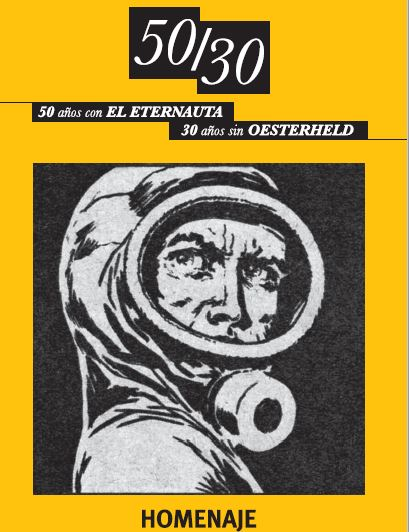 50/30
50 años con EL ETERNAUTA
30 años sin OESTERHELD
HOMENAJE